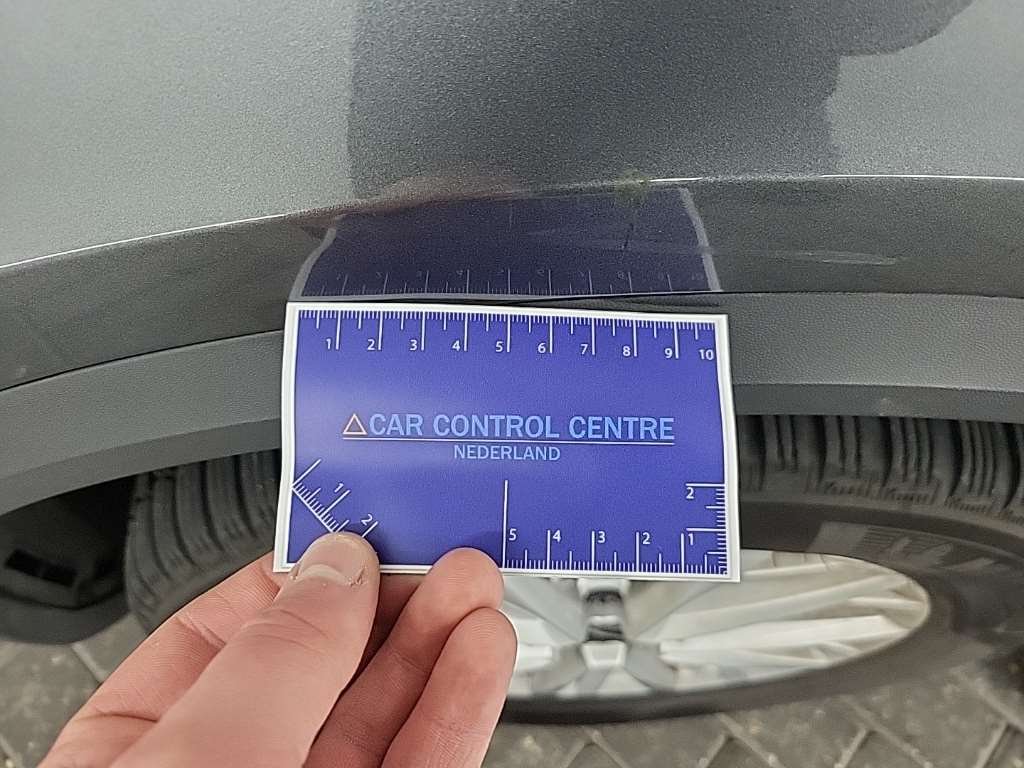 1 2 3 4 5 6 7 8 9 10
CAR CONTROL CENTRE
NEDERLAND
1
2
5 4 3 2 1
2